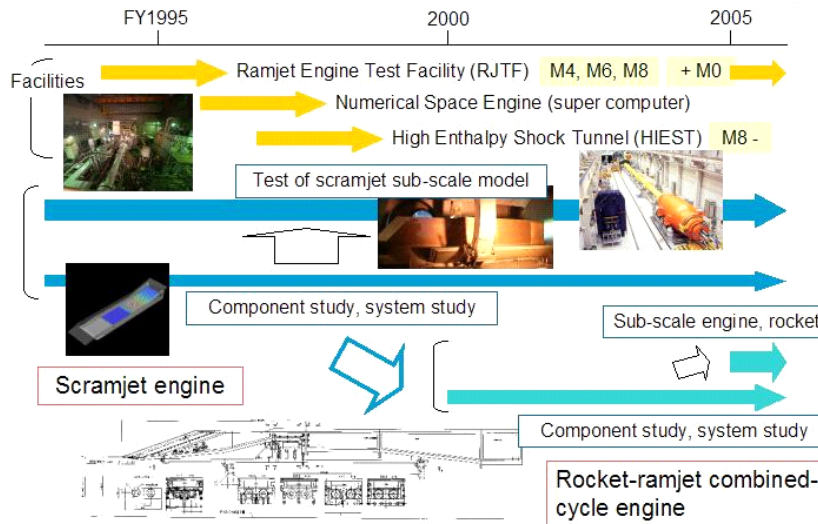 FY1995 2000 2005
Facilities
Ramjet Engine Test Facility (RJTF) M4, M6, M8 + M0
Numerical Space Engine (super computer)
High Enthalpy Shock Tunnel (HIEST) M8 -
Test of scramjet sub-scale model
Component study, system study
Sub-scale engine, rocket
Scramjet engine
Component study, system study
Rocket-ramjet combined-
cycle engine